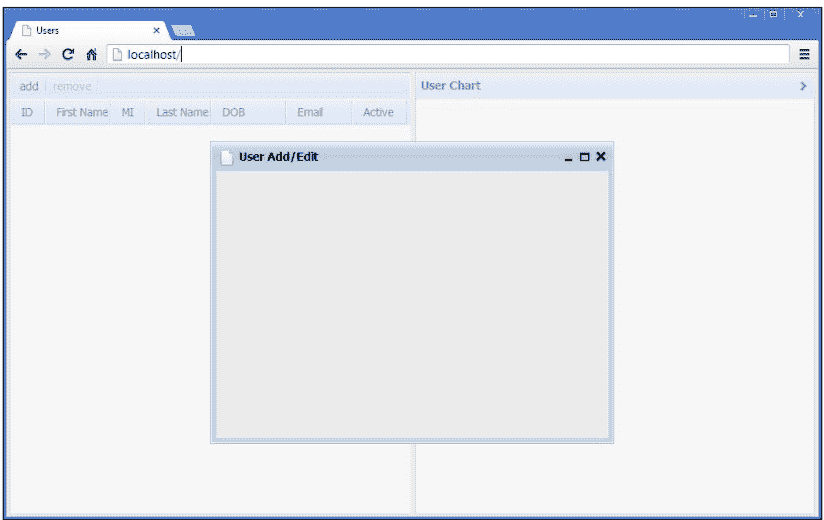 Users
localhost/
add remove
User Chart
ID First Name MI Last Name DOB Email Active
User Add/Edit